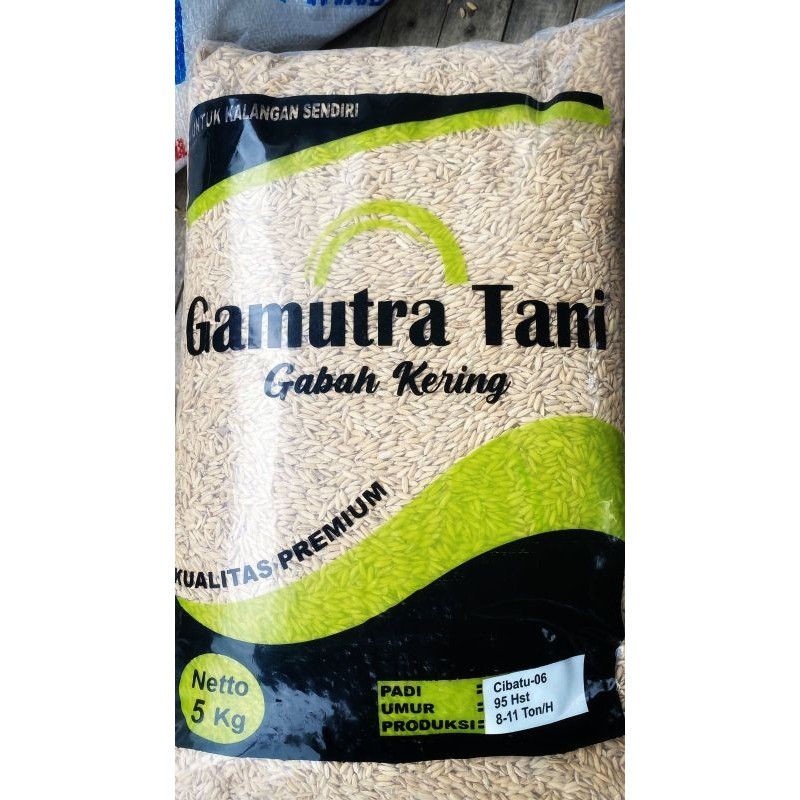 UNTUK KALANGAN SENDIRI
Gamutra Tani
Gabah Kering
KUALITAS PREMIUM
Netto
5 Kg
PADI : Cibatu-06
UMUR : 95 Hst
PRODUKSI : 8-11 Ton/H